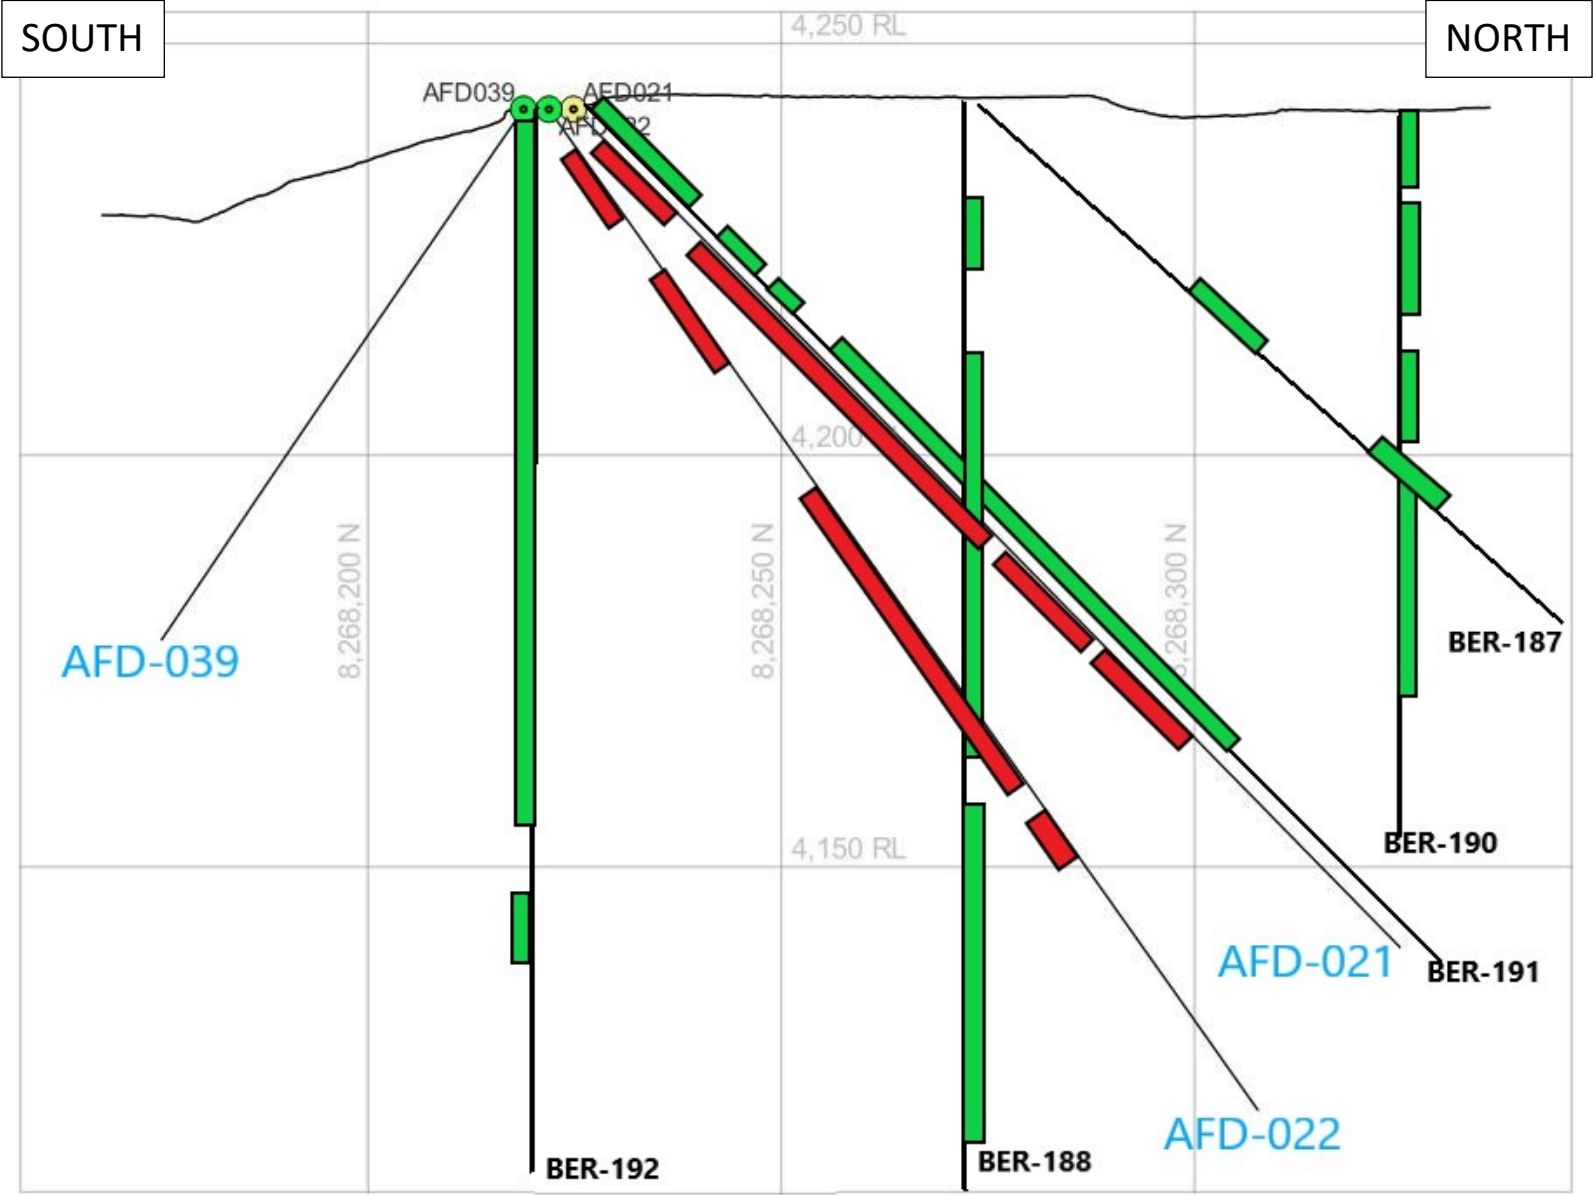 SOUTH
4,250 RL
NORTH
AFD039
AFD021
4,200
8,268,200 N
8,268,250 N
8,268,300 N
AFD-039
BER-187
4,150 RL
BER-190
AFD-021
BER-191
AFD-022
BER-192
BER-188